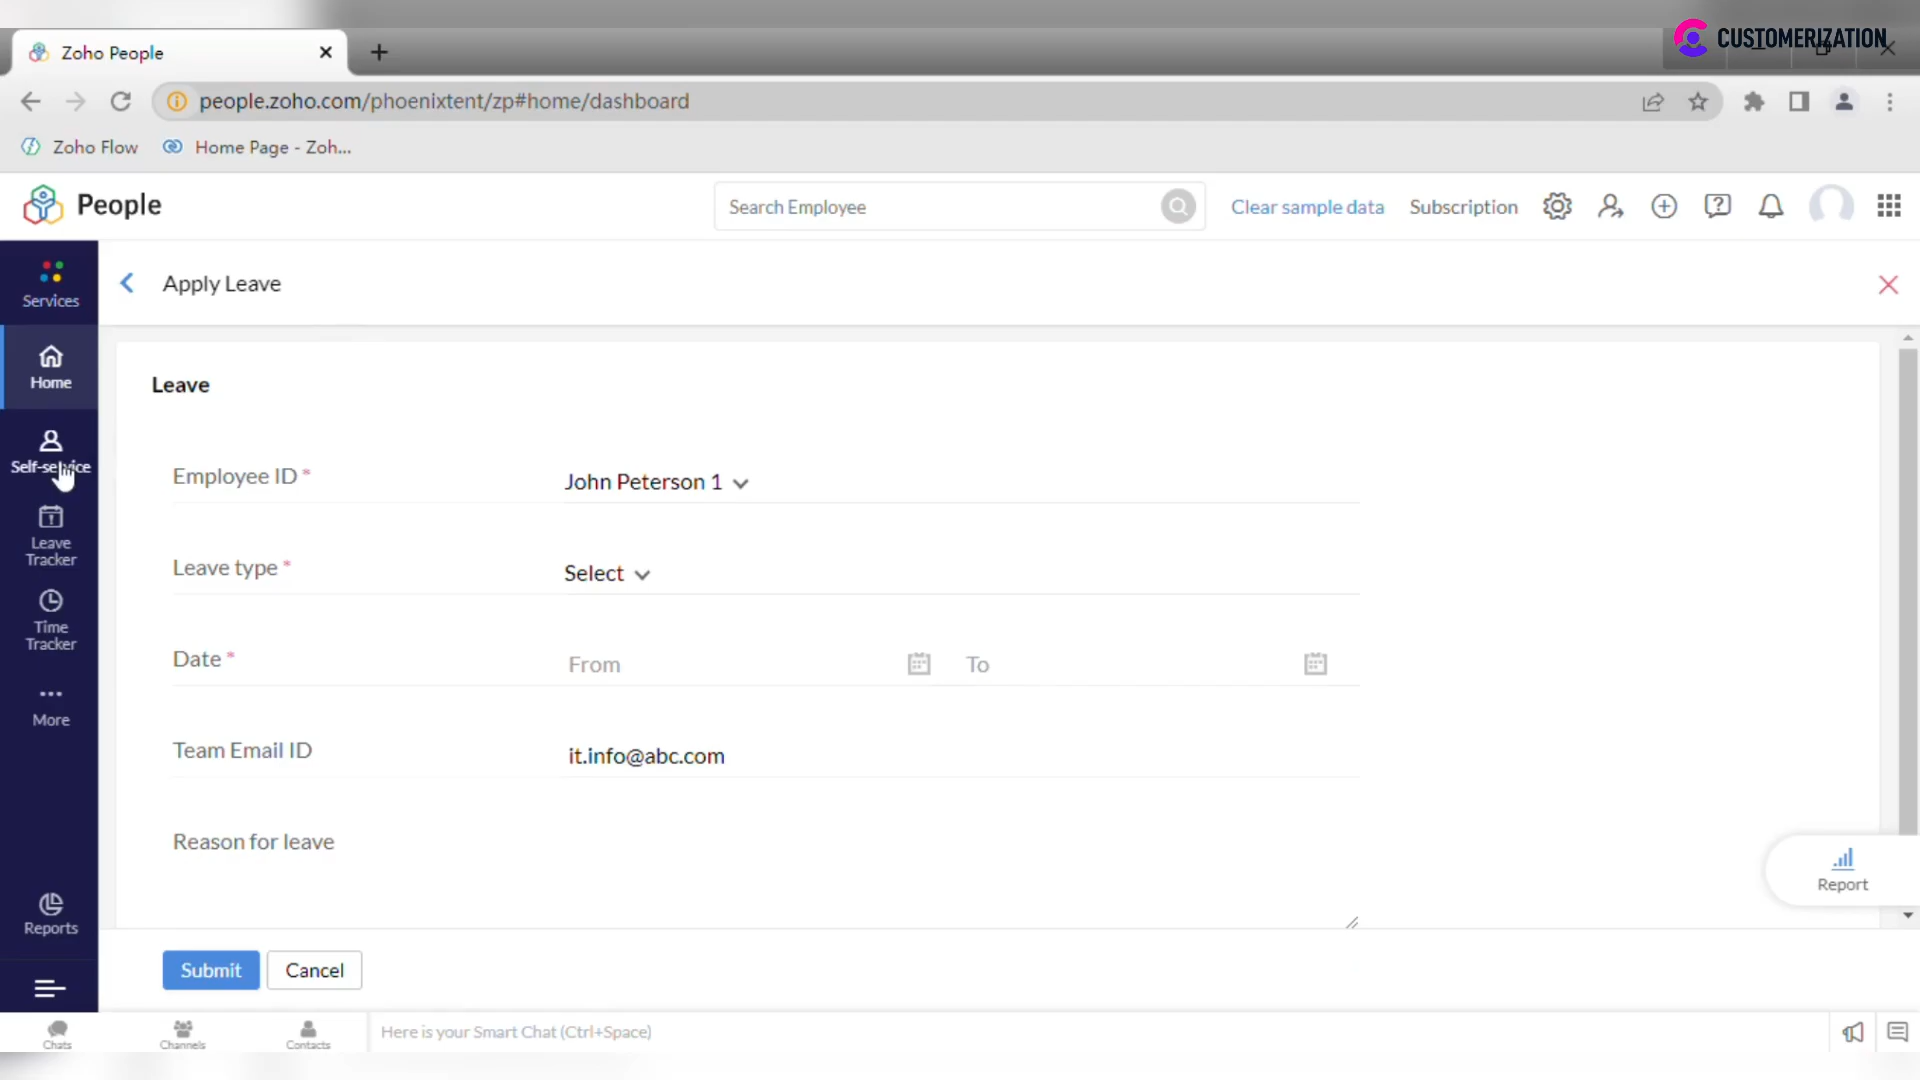 Zoho People
CUSTOMERIZATION
people.zoho.com/phoenixtent/zp#home/dashboard
Zoho Flow
Home Page - Zoh...
People
Search Employee
Clear sample data
Subscription
Services
Apply Leave
Home
Leave
Self-service
Employee ID *
John Peterson 1
Leave Tracker
Leave type *
Select
Time Tracker
Date *
From
To
More
Team Email ID
it.info@abc.com
Reason for leave
Report
Reports
Submit
Cancel
Chats
Channels
Contacts
Here is your Smart Chat (Ctrl+Space)